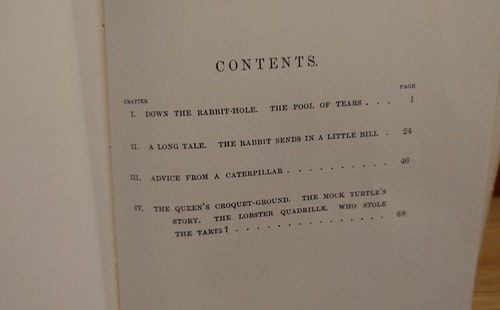 CONTENTS.
CHAPTER PAGE
I. DOWN THE RABBIT-HOLE. THE POOL OF TEARS . . . 1
II. A LONG TALE. THE RABBIT SENDS IN A LITTLE BILL . 24
III. ADVICE FROM A CATERPILLAR . . . . . . . . . . 46
IV. THE QUEEN'S CROQUET-GROUND. THE MOCK TURTLE'S
STORY. THE LOBSTER QUADRILLE. WHO STOLE
THE TARTS? . . . . . . . . . . . . . . . 68